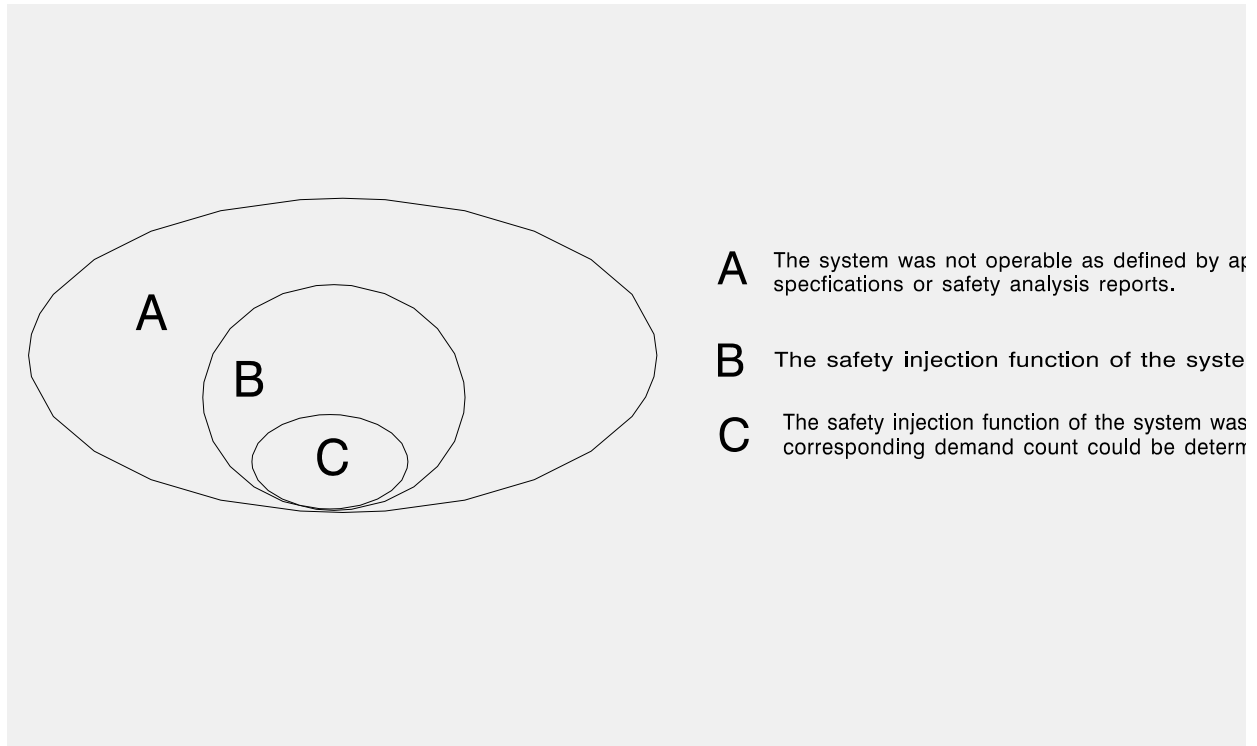 A
B
C
A The system was not operable as defined by
specfications or safety analysis reports.
B The safety injection function of the
C The safety injection function of the system was
corresponding demand count could be